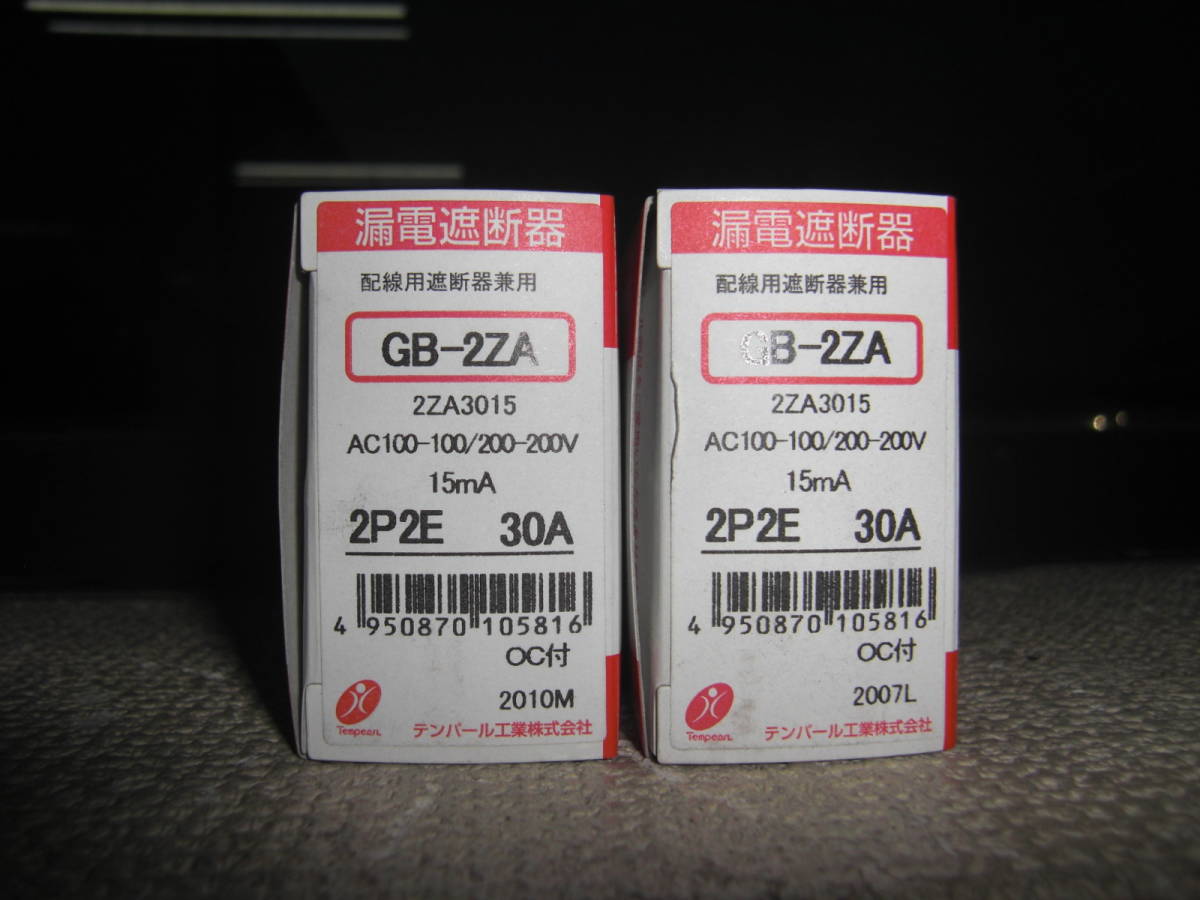 漏電遮断器
配線用遮断器兼用
GB-2ZA
2ZA3015
AC100-100/200-200V
15mA
2P2E 30A
4 950870 105816
OC付
2010M
Tempearl
テンパール工業株式会社
漏電遮断器
配線用遮断器兼用
GB-2ZA
2ZA3015
AC100-100/200-200V
15mA
2P2E 30A
4 950870 105816
OC付
2007L
Tempearl
テンパール工業株式会社